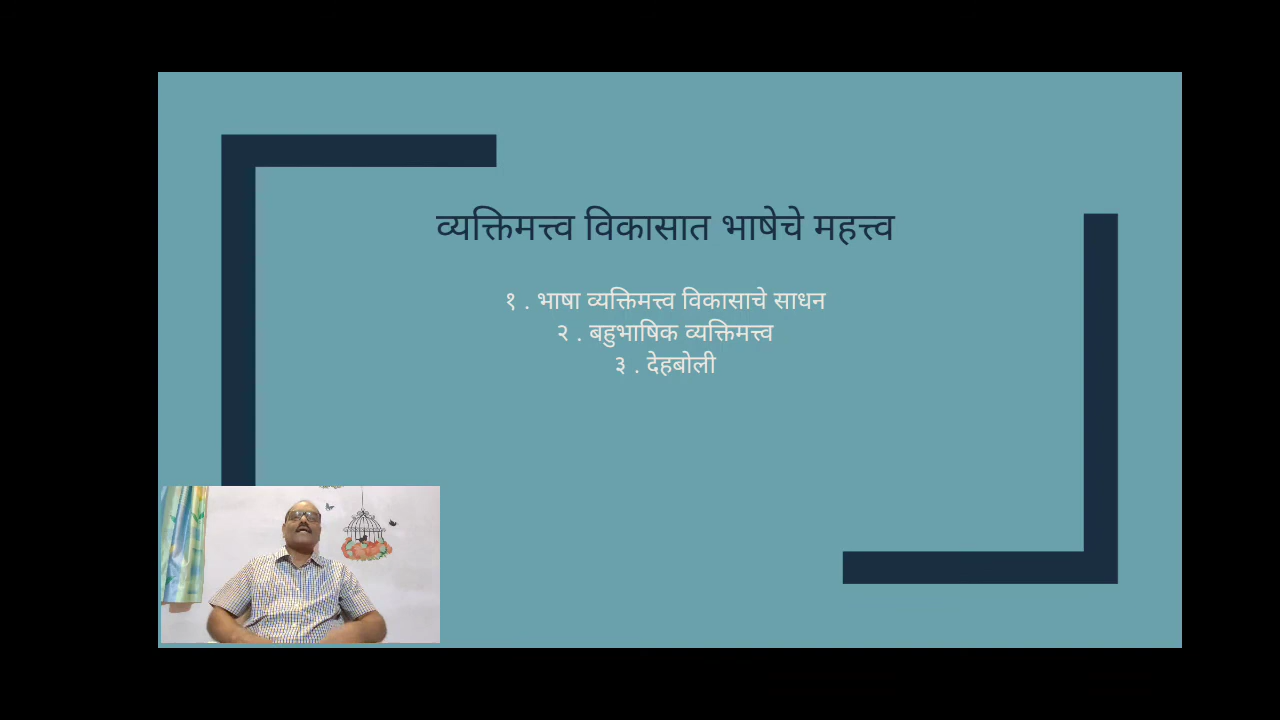 व्यक्तिमत्त्व विकासात भाषेचे महत्त्व
१ . भाषा व्यक्तिमत्त्व विकासाचे साधन
२ . बहुभाषिक व्यक्तिमत्त्व
३ . देहबोली